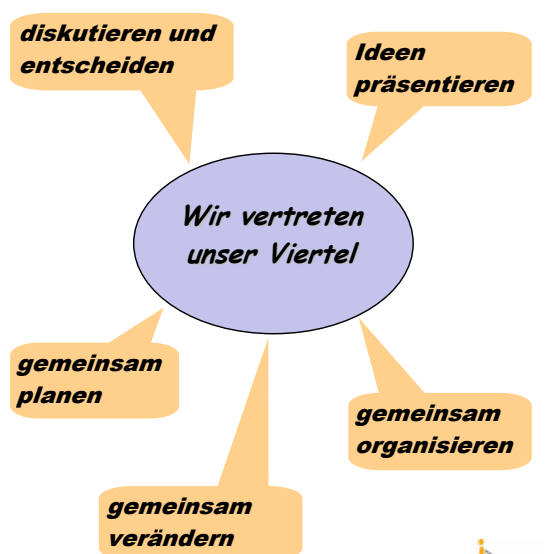 diskutieren und
entscheiden
Ideen
präsentieren
Wir vertreten
unser Viertel
gemeinsam
planen
gemeinsam
organisieren
gemeinsam
verändern